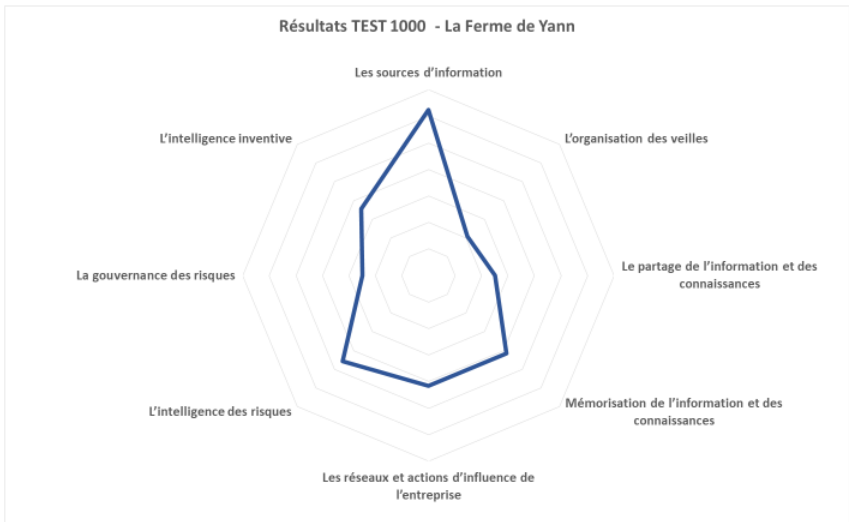 Résultats TEST 1000 - La Ferme de Yann
Les sources d’information
L’intelligence inventive
L’organisation des veilles
La gouvernance des risques
Le partage de l’information et des
connaissances
L’intelligence des risques
Mémorisation de l’information et des
connaissances
Les réseaux et actions d’influence de
l’entreprise